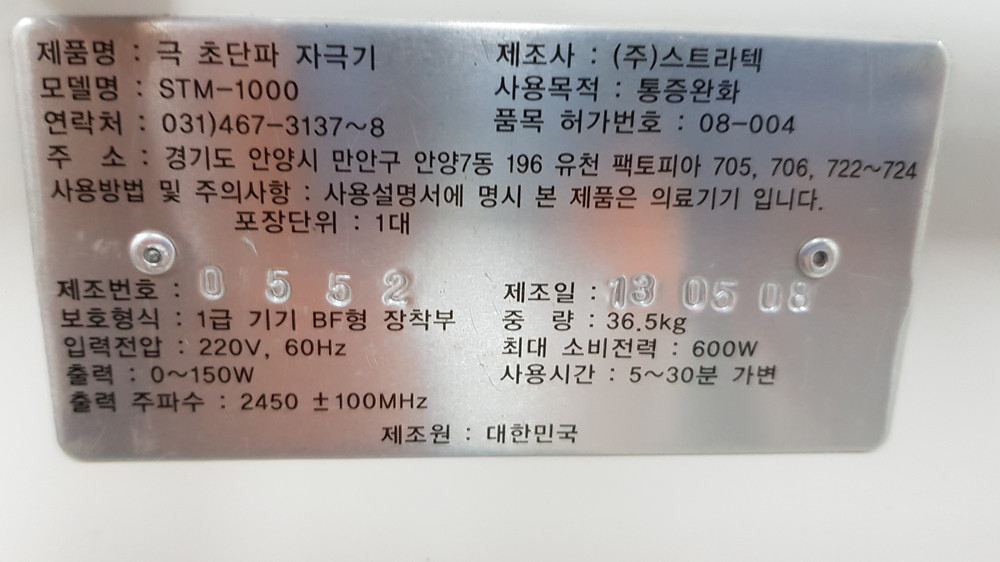 제품명 : 극 초단파 자극기 제조사 : (주)스트라텍
모델명 : STM-1000 사용목적 : 통증완화
연락처 : 031)467-3137~8 품목 허가번호 : 08-004
주 소 : 경기도 안양시 만안구 안양7동 196 유천 팩토피아 705, 706, 722~724
사용방법 및 주의사항 : 사용설명서에 명시 본 제품은 의료기기 입니다.
포장단위 : 1대
제조번호 : 0 5 5 2 제조일 : 13 05 08
보호형식 : 1급 기기 BF형 장착부 중 량 : 36.5kg
입력전압 : 220V, 60Hz 최대 소비전력 : 600W
출력 : 0~150W 사용시간 : 5~30분 가변
출력 주파수 : 2450 ±100MHz
제조원 : 대한민국